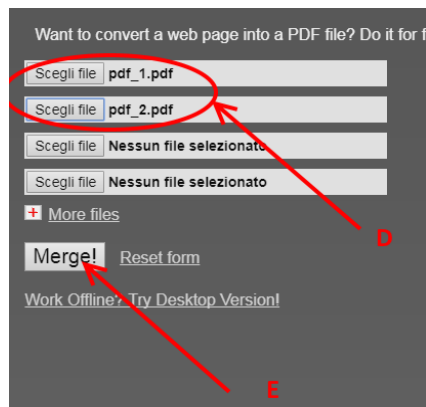 Want to convert a web page into a PDF file? Do it for f
Scegli file pdf_1.pdf
Scegli file pdf_2.pdf
Scegli file Nessun file selezionato
Scegli file Nessun file selezionato
+ More files
D
Merge! Reset form
Work Offline? Try Desktop Version!
E